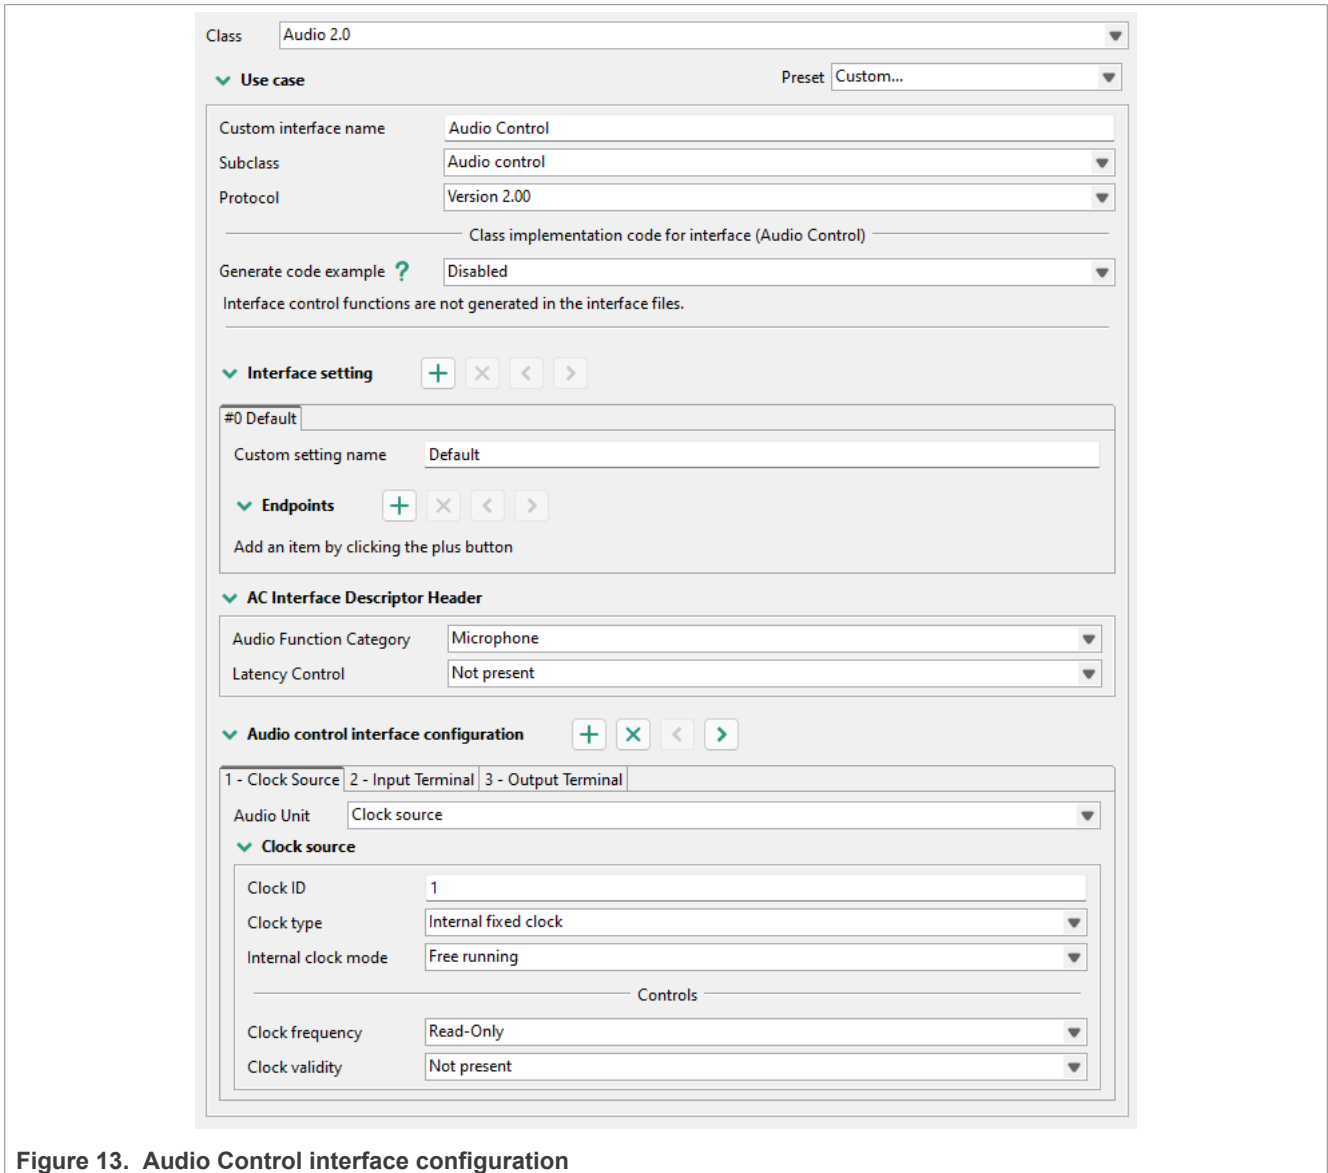 Class Audio 2.0
Use case Preset Custom...
Custom interface name Audio Control
Subclass Audio control
Protocol Version 2.00
Class implementation code for interface (Audio Control)
Generate code example ? Disabled
Interface control functions are not generated in the interface files.
Interface setting
#0 Default
Custom setting name Default
Endpoints
Add an item by clicking the plus button
AC Interface Descriptor Header
Audio Function Category Microphone
Latency Control Not present
Audio control interface configuration
1 - Clock Source 2 - Input Terminal 3 - Output Terminal
Audio Unit Clock source
Clock source
Clock ID 1
Clock type Internal fixed clock
Internal clock mode Free running
Controls
Clock frequency Read-Only
Clock validity Not present
Figure 13. Audio Control interface configuration